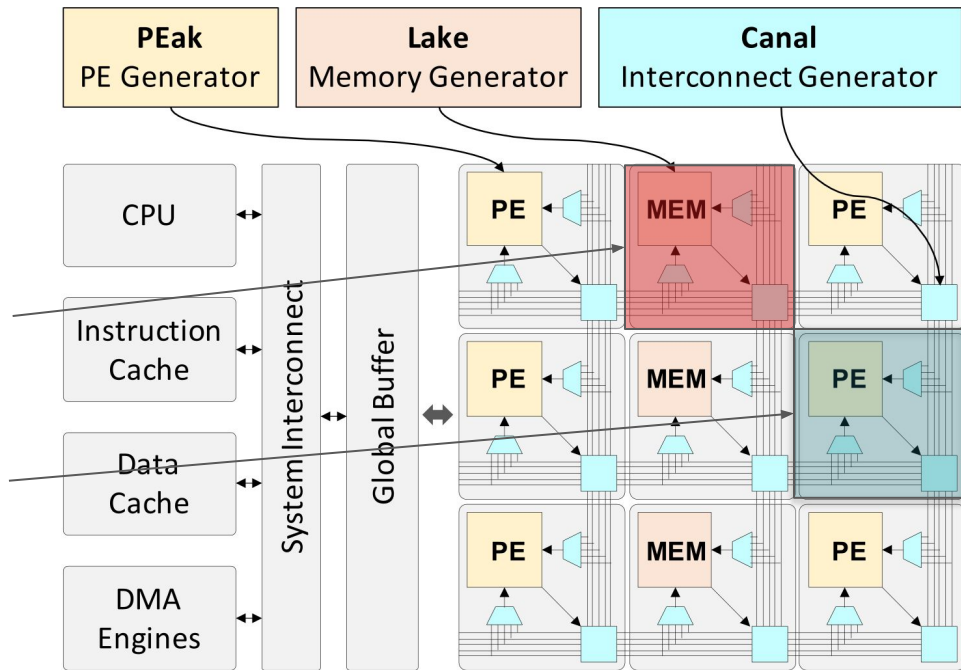 PEak
PE Generator
Lake
Memory Generator
Canal
Interconnect Generator
CPU
Instruction
Cache
Data
Cache
DMA
Engines
System Interconnect
Global Buffer
PE
MEM
PE
PE
MEM
PE
PE
MEM
PE